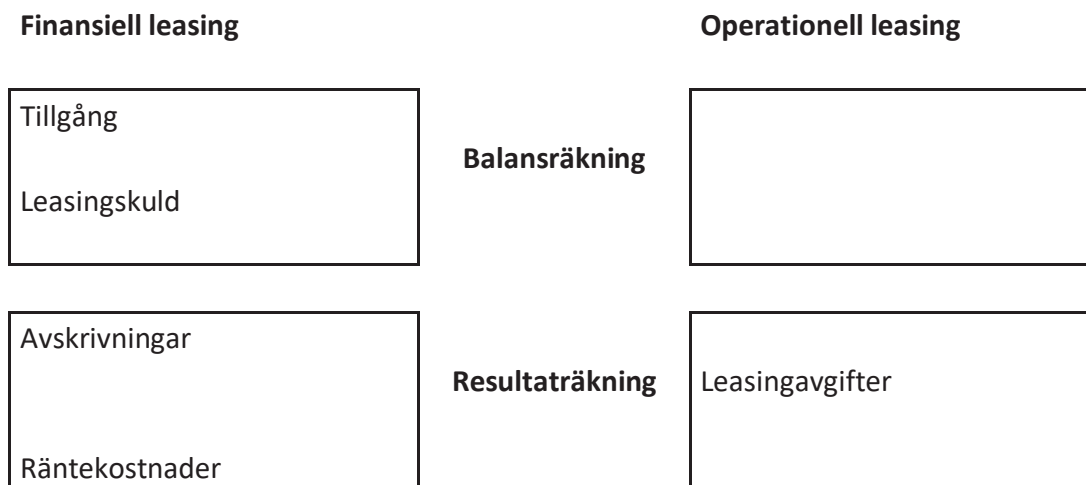 Finansiell leasing
Operationell leasing
Tillgång
Balansräkning
Leasingskuld
Avskrivningar
Resultaträkning
Leasingavgifter
Räntekostnader